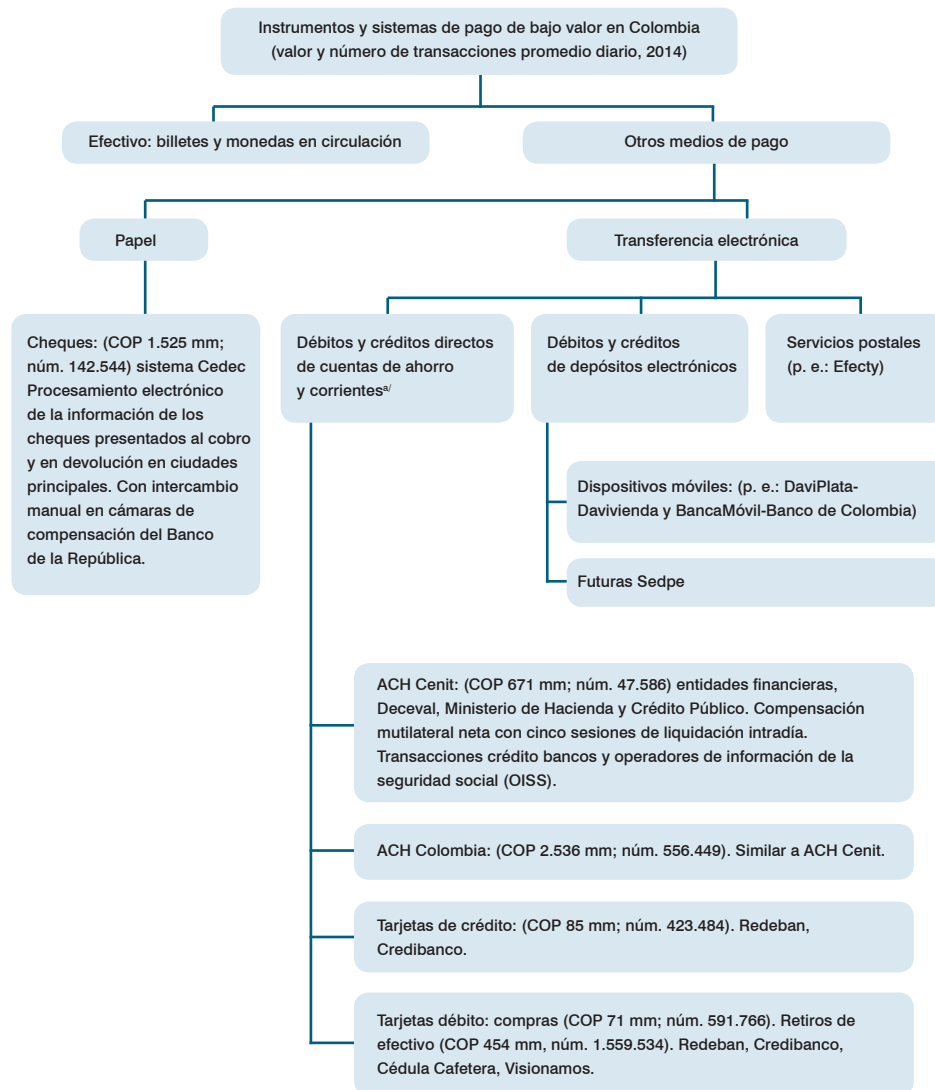 Instrumentos y sistemas de pago de bajo valor en Colombia
(valor y número de transacciones promedio diario, 2014)
Efectivo: billetes y monedas en circulación
Otros medios de pago
Papel
Transferencia electrónica
Cheques: (COP 1.525 mm;
núm. 142.544) sistema Cedec
Procesamiento electrónico
de la información de los
cheques presentados al cobro
y en devolución en ciudades
principales. Con intercambio
manual en cámaras de
compensación del Banco
de la República.
Débitos y créditos directos
de cuentas de ahorro
y corrientesa/
Débitos y créditos
de depósitos electrónicos
Servicios postales
(p. e.: Efecty)
Dispositivos móviles: (p. e.: DaviPlata-
Davivienda y BancaMóvil-Banco de Colombia)
Futuras Sedpe
ACH Cenit: (COP 671 mm; núm. 47.586) entidades financieras,
Deceval, Ministerio de Hacienda y Crédito Público. Compensación
mutilateral neta con cinco sesiones de liquidación intradía.
Transacciones crédito bancos y operadores de información de la
seguridad social (OISS).
ACH Colombia: (COP 2.536 mm; núm. 556.449). Similar a ACH Cenit.
Tarjetas de crédito: (COP 85 mm; núm. 423.484). Redeban,
Credibanco.
Tarjetas débito: compras (COP 71 mm; núm. 591.766). Retiros de
efectivo (COP 454 mm, núm. 1.559.534). Redeban, Credibanco,
Cédula Cafetera, Visionamos.